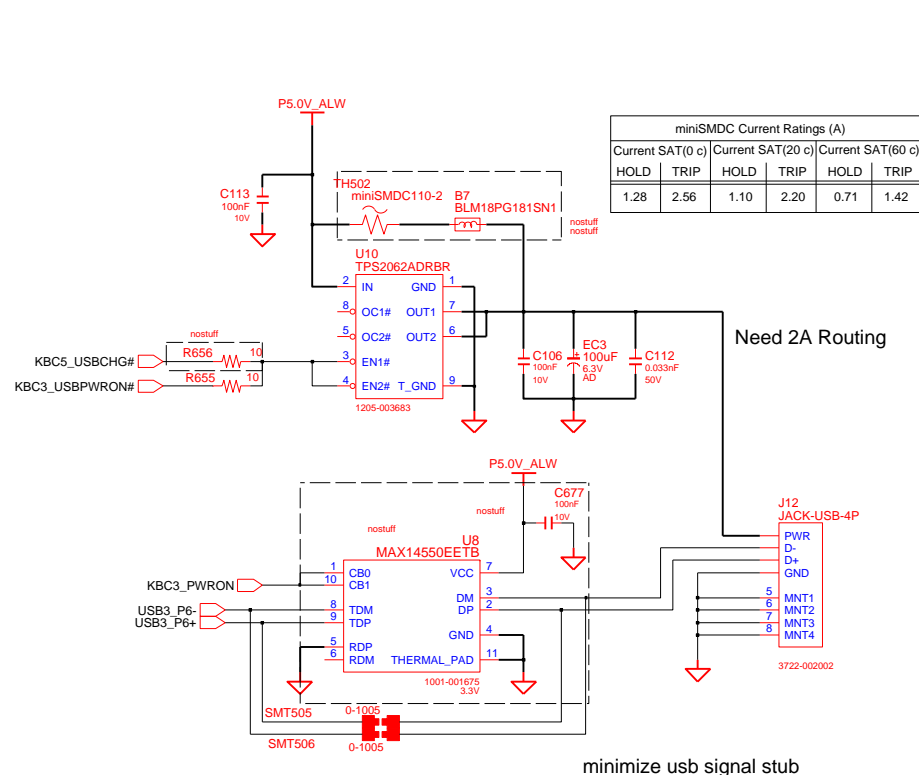 P5.0V_ALW
miniSMDC Current Ratings (A)
Current SAT(0 c) Current SAT(20 c) Current SAT(60 c)
HOLD TRIP HOLD TRIP HOLD TRIP
1.28 2.56 1.10 2.20 0.71 1.42
C113
100nF
10V
TH502
miniSMDC110-2
B7
BLM18PG181SN1
nostuff
nostuff
U10
TPS2062ADRBR
2 IN GND 1
8 OC1# OUT1 7
5 OC2# OUT2 6
3 EN1#
4 EN2# T_GND 9
1205-003683
nostuff
KBC5_USBCHG# R656 10
KBC3_USBPWRON# R655 10
C106
100nF
10V
EC3
100uF
6.3V
AD
C112
0.033nF
50V
Need 2A Routing
P5.0V_ALW
C677
100nF
10V
nostuff
nostuff
U8
MAX14550EETB
1 CB0 VCC 7
10 CB1
8 TDM DM 3
9 TDP DP 2
GND 4
5 RDP
6 RDM THERMAL_PAD 11
1001-001675
3.3V
KBC3_PWRON
USB3_P6-
USB3_P6+
J12
JACK-USB-4P
PWR
D-
D+
GND
5 MNT1
6 MNT2
7 MNT3
8 MNT4
3722-002002
SMT505 0-1005
SMT506 0-1005
minimize usb signal stub